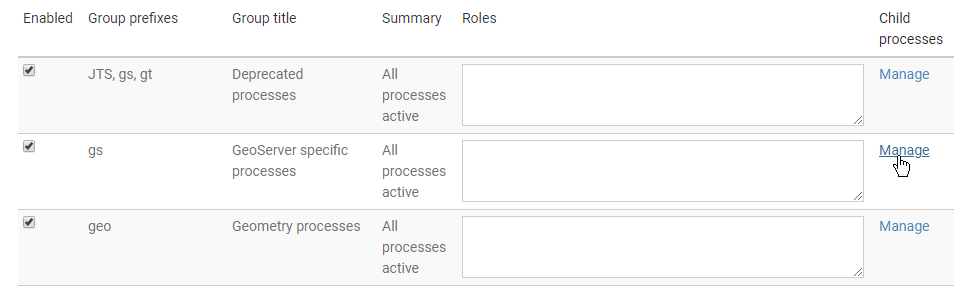 Enabled Group prefixes Group title Summary Roles Child
processes
JTS, gs, gt Deprecated All Manage
processes processes
active
gs GeoServer specific All Manage
processes processes
active
geo Geometry processes All Manage
processes
active